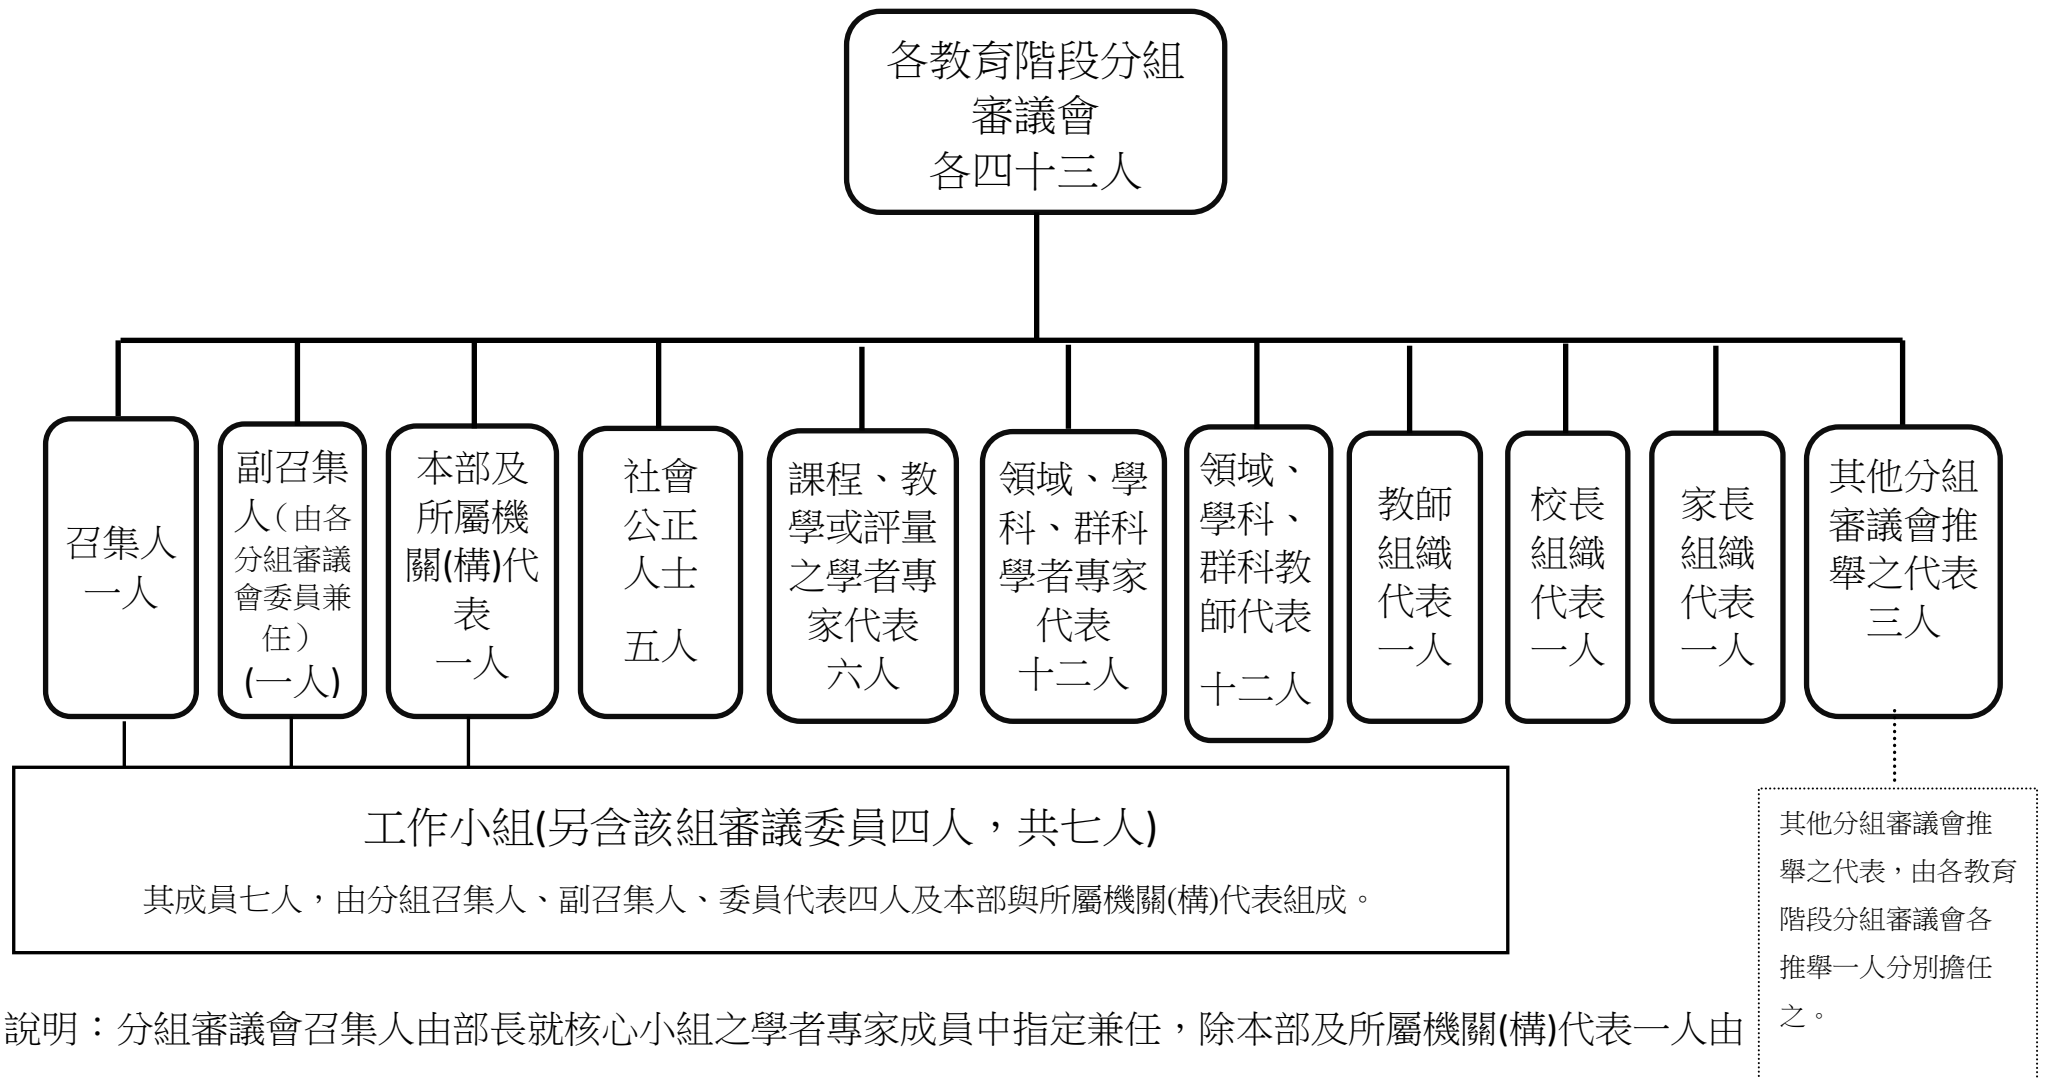 各教育階段分組
審議會
各四十三人
召集人
一人
副召集
人(由各
分組審議
會委員兼
任)
(一人)
本部及
所屬機
關(構)代
表
一人
社會
公正
人士
五人
課程、教
學或評量
之學者專
家代表
六人
領域、學
科、群科
學者專家
代表
十二人
領域、
學科、
群科教
師代表
十二人
教師
組織
代表
一人
校長
組織
代表
一人
家長
組織
代表
一人
其他分組
審議會推
舉之代表
三人
工作小組(另含該組審議委員四人，共七人)
其成員七人，由分組召集人、副召集人、委員代表四人及本部與所屬機關(構)代表組成。
其他分組審議會推
舉之代表，由各教育
階段分組審議會各
推舉一人分別擔任
之。
說明：分組審議會召集人由部長就核心小組之學者專家成員中指定兼任，除本部及所屬機關(構)代表一人由